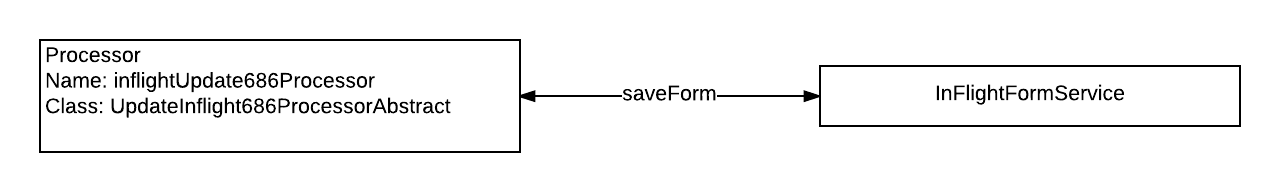 Processor
Name: inflightUpdate686Processor
Class: UpdateInflight686ProcessorAbstract
saveForm
InFlightFormService